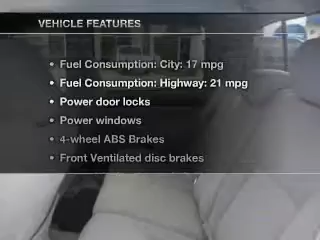 VEHICLE FEATURES
• Fuel Consumption: City: 17 mpg
• Fuel Consumption: Highway: 21 mpg
• Power door locks
• Power windows
• 4-wheel ABS Brakes
• Front Ventilated disc brakes